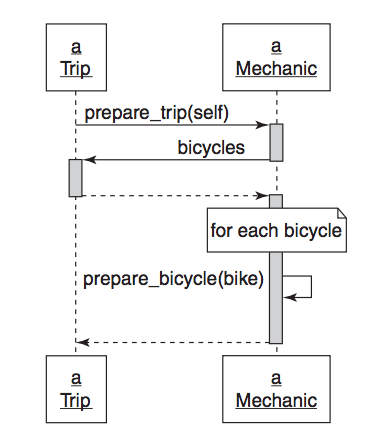 a
Trip
a
Mechanic
prepare_trip(self)
bicycles
for each bicycle
prepare_bicycle(bike)
a
Trip
a
Mechanic